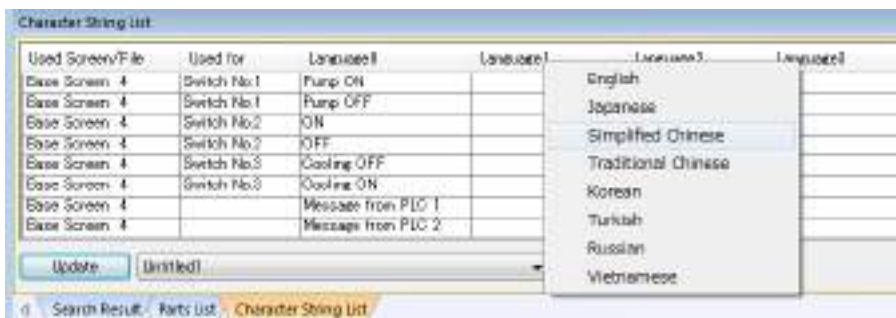 Character String List
Used Screen/File Used for Language0 Language1 Language2 Language3
Base Screen 4 Switch No.1 Pump ON
Base Screen 4 Switch No.1 Pump OFF
Base Screen 4 Switch No.2 ON
Base Screen 4 Switch No.2 OFF
Base Screen 4 Switch No.3 Cooling OFF
Base Screen 4 Switch No.3 Cooling ON
Base Screen 4 Message from PLC 1
Base Screen 4 Message from PLC 2
English
Japanese
Simplified Chinese
Traditional Chinese
Korean
Turkish
Russian
Vietnamese
Update Untitled1
Search Result Parts List Character String List